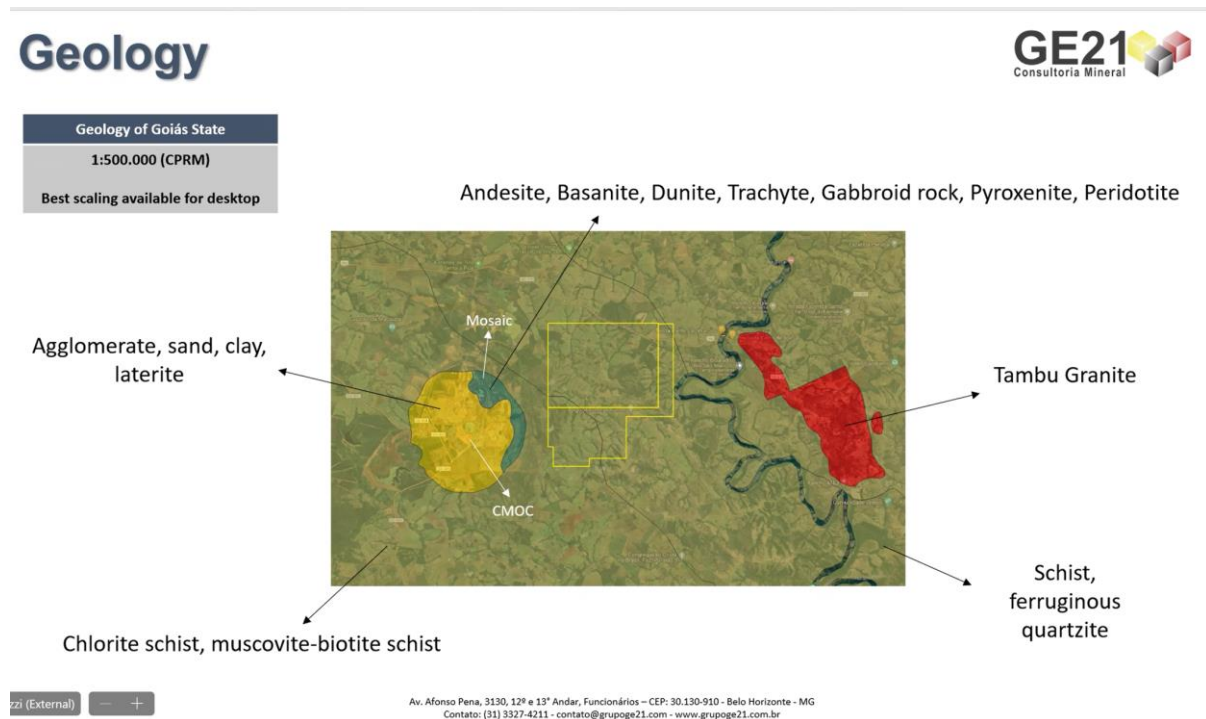 Geology
GE21
Consultoria Mineral
Geology of Goiás State
1:500.000 (CPRM)
Best scaling available for desktop
Andesite, Basanite, Dunite, Trachyte, Gabbroid rock, Pyroxenite, Peridotite
Mosaic
Agglomerate, sand, clay,
laterite
Tambu Granite
CMOC
Schist,
ferruginous
quartzite
Chlorite schist, muscovite-biotite schist
zzi (External)
Av. Afonso Pena, 3130, 12º e 13° Andar, Funcionários – CEP: 30.130-910 - Belo Horizonte - MG
Contato: (31) 3327-4211 - contato@grupoge21.com - www.grupoge21.com.br